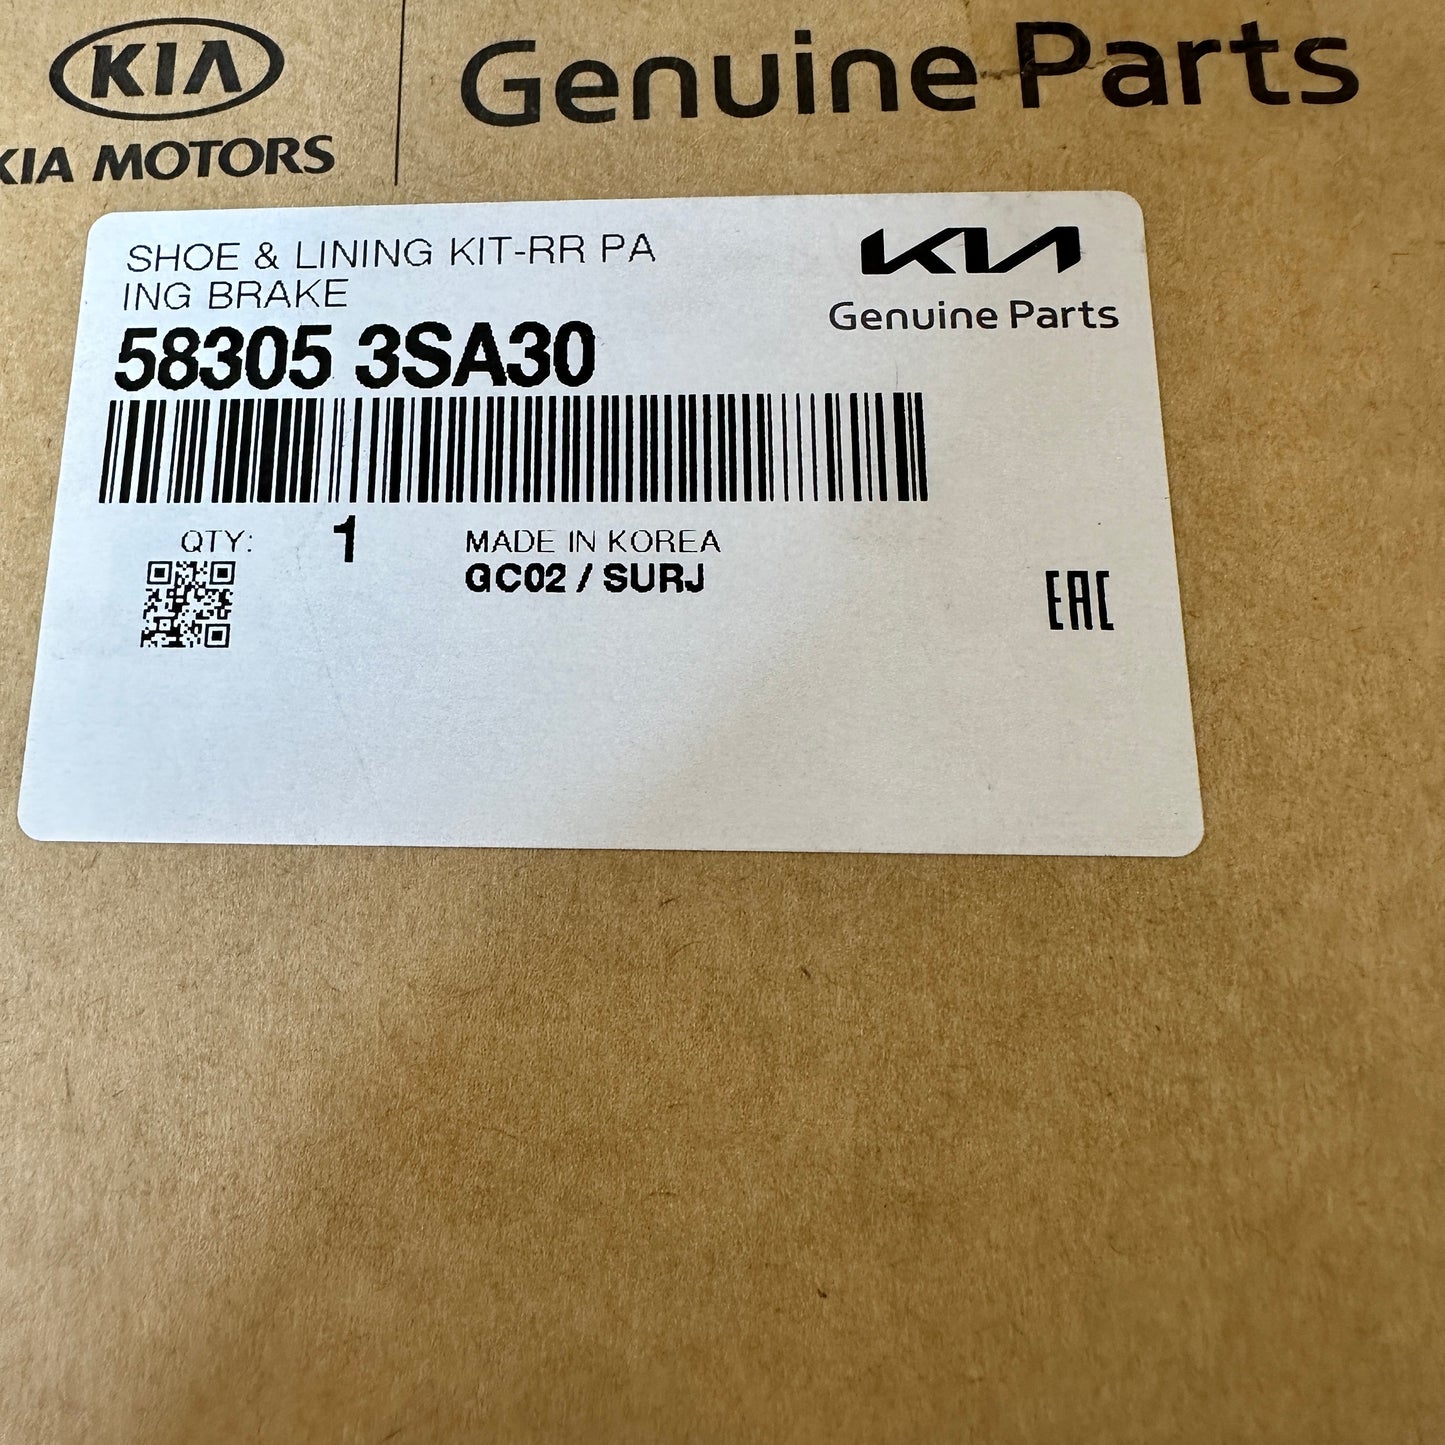 KIA
KIA MOTORS
Genuine Parts
SHOE & LINING KIT-RR PA
ING BRAKE
58305 3SA30
KIA
Genuine Parts
QTY: 1
MADE IN KOREA
GC02 / SURJ
EAC